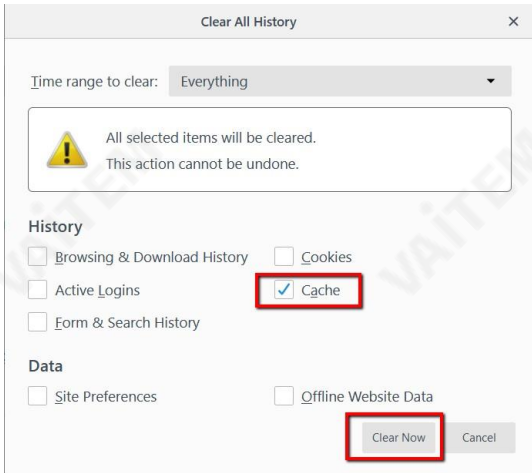 Clear All History
Time range to clear: Everything
All selected items will be cleared.
This action cannot be undone.
History
Browsing & Download History Cookies
Active Logins Cache
Form & Search History
Data
Site Preferences Offline Website Data
Clear Now Cancel
VAITEM
VAITEM